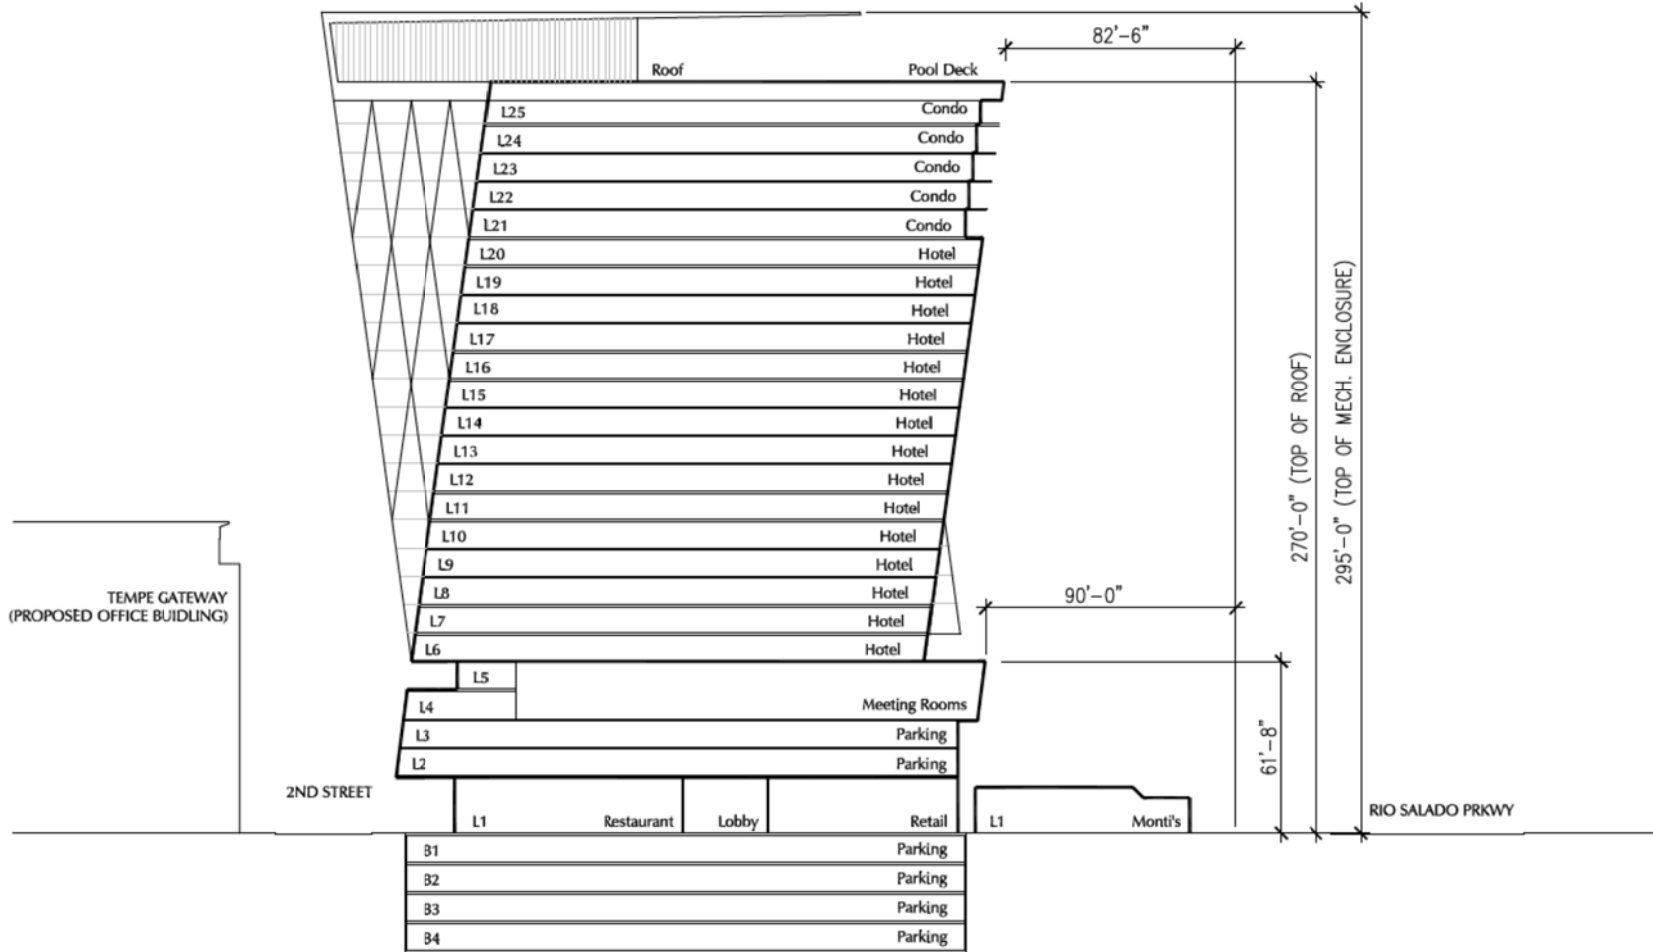 82'-6"
Roof Pool Deck
L25 Condo
L24 Condo
L23 Condo
L22 Condo
L21 Condo
L20 Hotel
L19 Hotel
L18 Hotel
L17 Hotel
L16 Hotel
L15 Hotel
L14 Hotel
L13 Hotel
L12 Hotel
L11 Hotel
L10 Hotel
L9 Hotel
L8 Hotel
L7 Hotel
L6 Hotel
L5
L4 Meeting Rooms
L3 Parking
L2 Parking
L1 Restaurant Lobby Retail
L1 Monti's
B1 Parking
B2 Parking
B3 Parking
B4 Parking
TEMPE GATEWAY
(PROPOSED OFFICE BUIDLING)
2ND STREET
90'-0"
61'-8"
270'-0" (TOP OF ROOF)
295'-0" (TOP OF MECH. ENCLOSURE)
RIO SALADO PRKWY